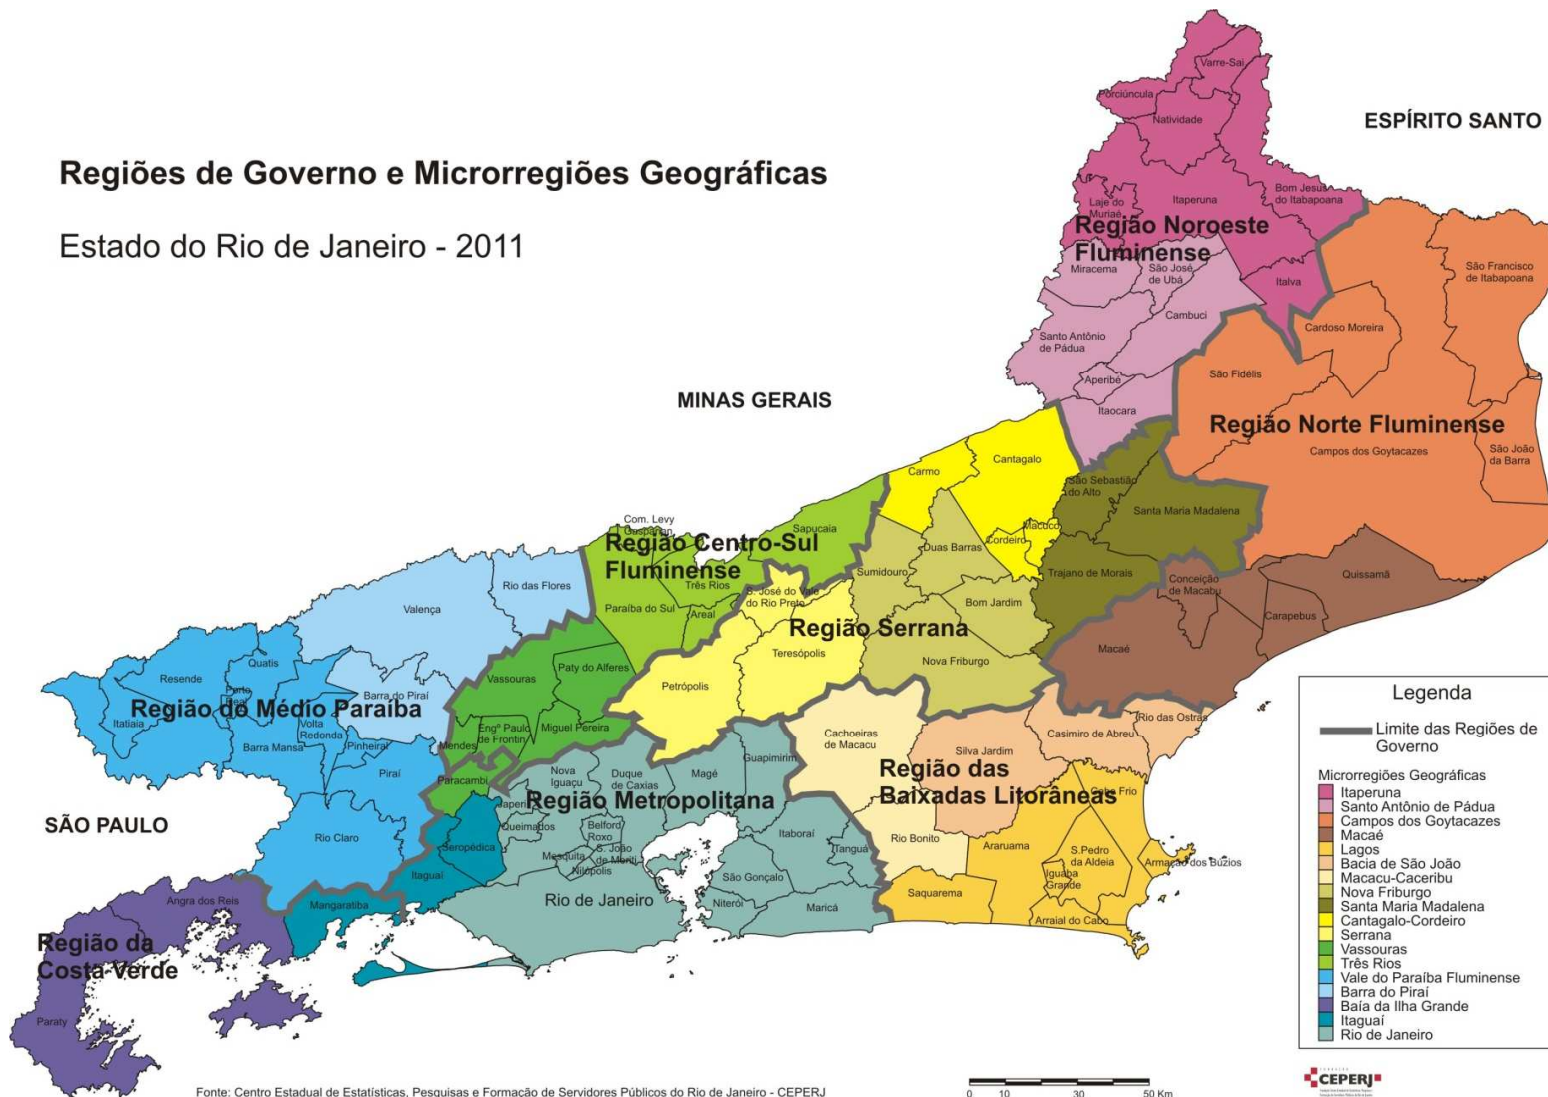 Regiões de Governo e Microrregiões Geográficas
Estado do Rio de Janeiro - 2011
ESPÍRITO SANTO
MINAS GERAIS
SÃO PAULO
Varre-Sai
Porciúncula
Natividade
Bom Jesus
do Itabapoana
Laje do
Muriaé
Itaperuna
Região Noroeste
Fluminense
Miracema
São José
de Ubá
Italva
Cambuci
Santo Antônio
de Pádua
Aperibé
Itaocara
São Francisco
de Itabapoana
Cardoso Moreira
São Fidélis
Região Norte Fluminense
Campos dos Goytacazes
São João
da Barra
Carmo
Cantagalo
São Sebastião
do Alto
Santa Maria Madalena
Macuco
Cordeiro
Duas Barras
Sumidouro
Trajano de Morais
Conceição
de Macabu
Quissamã
Carapebus
Macaé
Bom Jardim
Nova Friburgo
Com. Levy
Gasparian
Sapucaia
Região Centro-Sul
Fluminense
Três Rios
Paraíba do Sul
Areal
S. José do Vale
do Rio Preto
Região Serrana
Teresópolis
Petrópolis
Rio das Flores
Valença
Vassouras
Paty do Alferes
Barra do Piraí
Quatis
Resende
Porto
Real
Região do Médio Paraíba
Itatiaia
Volta
Redonda
Barra Mansa
Pinheiral
Piraí
Rio Claro
Mendes
Engº Paulo
de Frontin
Miguel Pereira
Paracambi
Nova
Iguaçu
Duque
de Caxias
Magé
Guapimirim
Região Metropolitana
Japeri
Queimados
Belford
Roxo
Seropédica
Mesquita
S. João
de Meriti
Nilópolis
Itaguaí
Itaboraí
Tanguá
São Gonçalo
Rio de Janeiro
Niterói
Maricá
Mangaratiba
Angra dos Reis
Região da
Costa Verde
Paraty
Cachoeiras
de Macacu
Silva Jardim
Casimiro de Abreu
Rio das Ostras
Região das
Baixadas Litorâneas
Cabo Frio
Rio Bonito
Araruama
S.Pedro
da Aldeia
Armação dos Búzios
Iguaba
Grande
Saquarema
Arraial do Cabo
Legenda
Limite das Regiões de
Governo
Microrregiões Geográficas
Itaperuna
Santo Antônio de Pádua
Campos dos Goytacazes
Macaé
Lagos
Bacia de São João
Macacu-Caceribu
Nova Friburgo
Santa Maria Madalena
Cantagalo-Cordeiro
Serrana
Vassouras
Três Rios
Vale do Paraíba Fluminense
Barra do Piraí
Baía da Ilha Grande
Itaguaí
Rio de Janeiro
CEPERJ
Fonte: Centro Estadual de Estatísticas, Pesquisas e Formação de Servidores Públicos do Rio de Janeiro - CEPERJ
0 10 30 50 Km